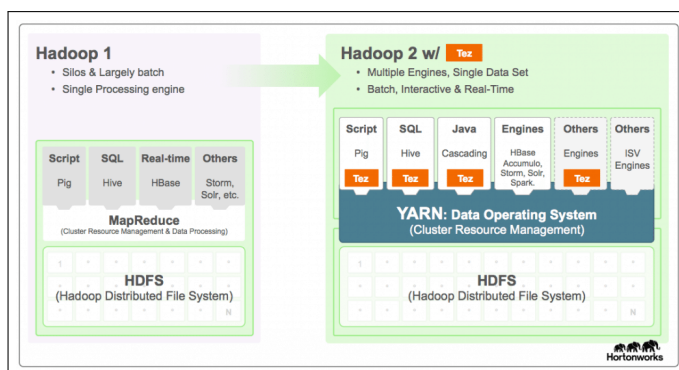 Hadoop 1
• Silos & Largely batch
• Single Processing engine
Script
Pig
SQL
Hive
Real-time
HBase
Others
Storm,
Solr, etc.
MapReduce
(Cluster Resource Management & Data Processing)
1
HDFS
(Hadoop Distributed File System)
N
Hadoop 2 w/ Tez
• Multiple Engines, Single Data Set
• Batch, Interactive & Real-Time
Script
Pig
Tez
SQL
Hive
Tez
Java
Cascading
Tez
Engines
HBase
Accumulo,
Storm, Solr,
Spark.
Others
Engines
Tez
Others
ISV
Engines
YARN: Data Operating System
(Cluster Resource Management)
1
HDFS
(Hadoop Distributed File System)
N
Hortonworks